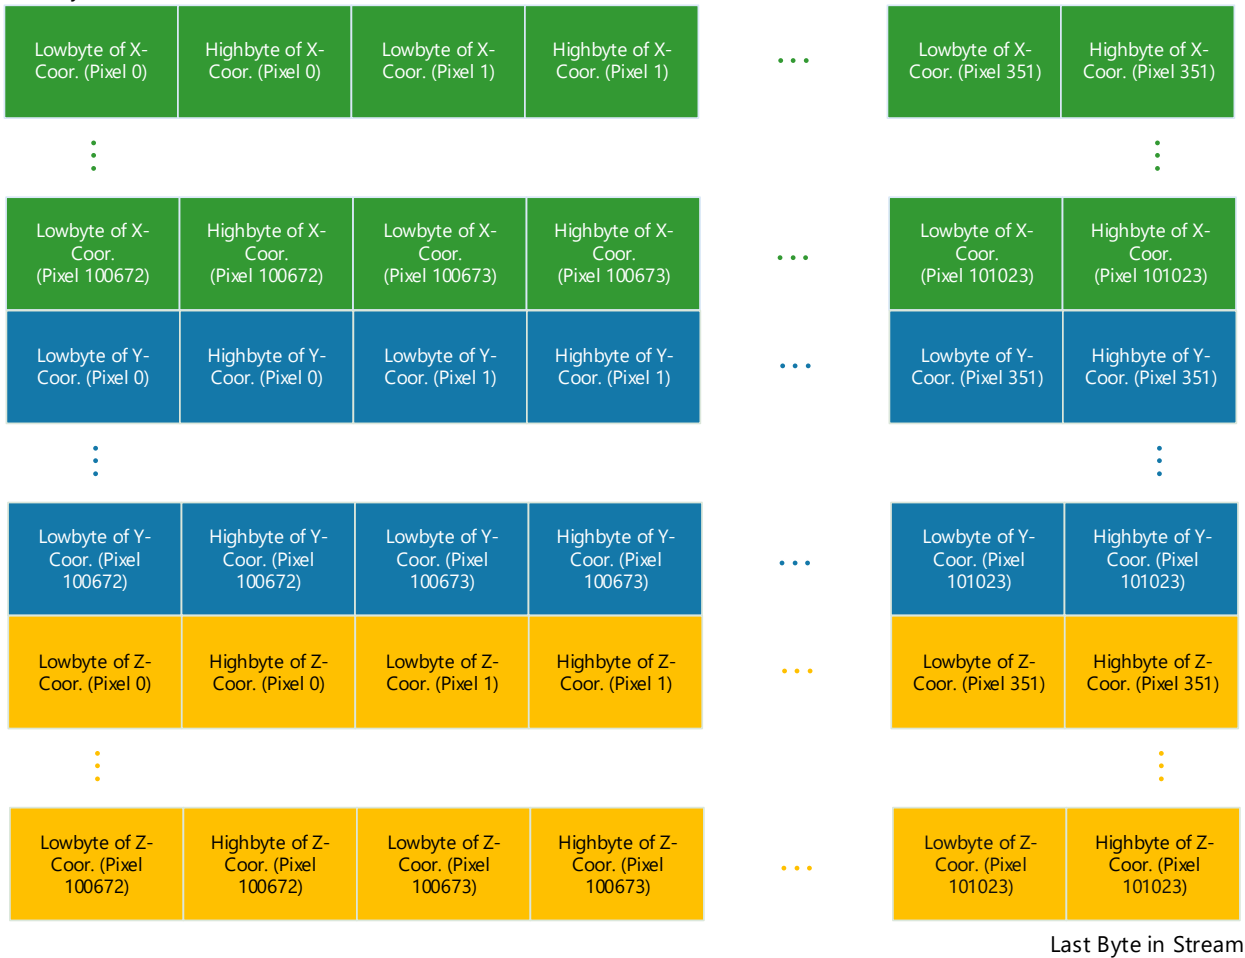 Lowbyte of X-
Coor. (Pixel 0)
Highbyte of X-
Coor. (Pixel 0)
Lowbyte of X-
Coor. (Pixel 1)
Highbyte of X-
Coor. (Pixel 1)
...
Lowbyte of X-
Coor. (Pixel 351)
Highbyte of X-
Coor. (Pixel 351)
Lowbyte of X-
Coor.
(Pixel 100672)
Highbyte of X-
Coor.
(Pixel 100672)
Lowbyte of X-
Coor.
(Pixel 100673)
Highbyte of X-
Coor.
(Pixel 100673)
...
Lowbyte of X-
Coor.
(Pixel 101023)
Highbyte of X-
Coor.
(Pixel 101023)
Lowbyte of Y-
Coor. (Pixel 0)
Highbyte of Y-
Coor. (Pixel 0)
Lowbyte of Y-
Coor. (Pixel 1)
Highbyte of Y-
Coor. (Pixel 1)
...
Lowbyte of Y-
Coor. (Pixel 351)
Highbyte of Y-
Coor. (Pixel 351)
Lowbyte of Y-
Coor. (Pixel
100672)
Highbyte of Y-
Coor. (Pixel
100672)
Lowbyte of Y-
Coor. (Pixel
100673)
Highbyte of Y-
Coor. (Pixel
100673)
...
Lowbyte of Y-
Coor. (Pixel
101023)
Highbyte of Y-
Coor. (Pixel
101023)
Lowbyte of Z-
Coor. (Pixel 0)
Highbyte of Z-
Coor. (Pixel 0)
Lowbyte of Z-
Coor. (Pixel 1)
Highbyte of Z-
Coor. (Pixel 1)
...
Lowbyte of Z-
Coor. (Pixel 351)
Highbyte of Z-
Coor. (Pixel 351)
Lowbyte of Z-
Coor. (Pixel
100672)
Highbyte of Z-
Coor. (Pixel
100672)
Lowbyte of Z-
Coor. (Pixel
100673)
Highbyte of Z-
Coor. (Pixel
100673)
...
Lowbyte of Z-
Coor. (Pixel
101023)
Highbyte of Z-
Coor. (Pixel
101023)
Last Byte in Stream